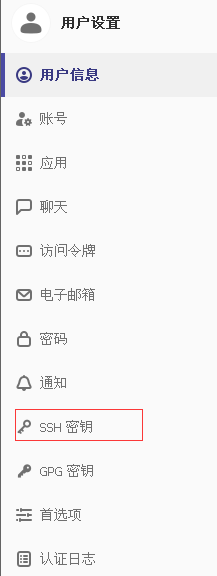 用户设置
用户信息
账号
应用
聊天
访问令牌
电子邮箱
密码
通知
SSH 密钥
GPG 密钥
首选项
认证日志